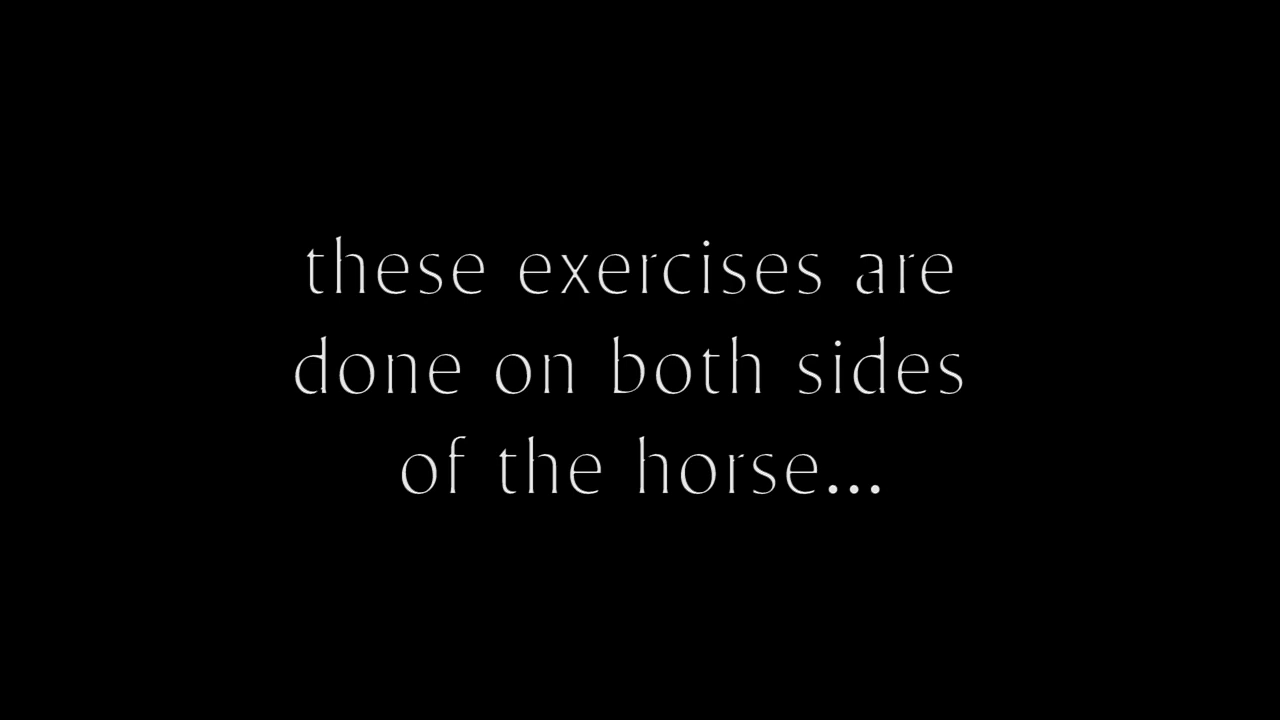 these exercises are
done on both sides
of the horse...